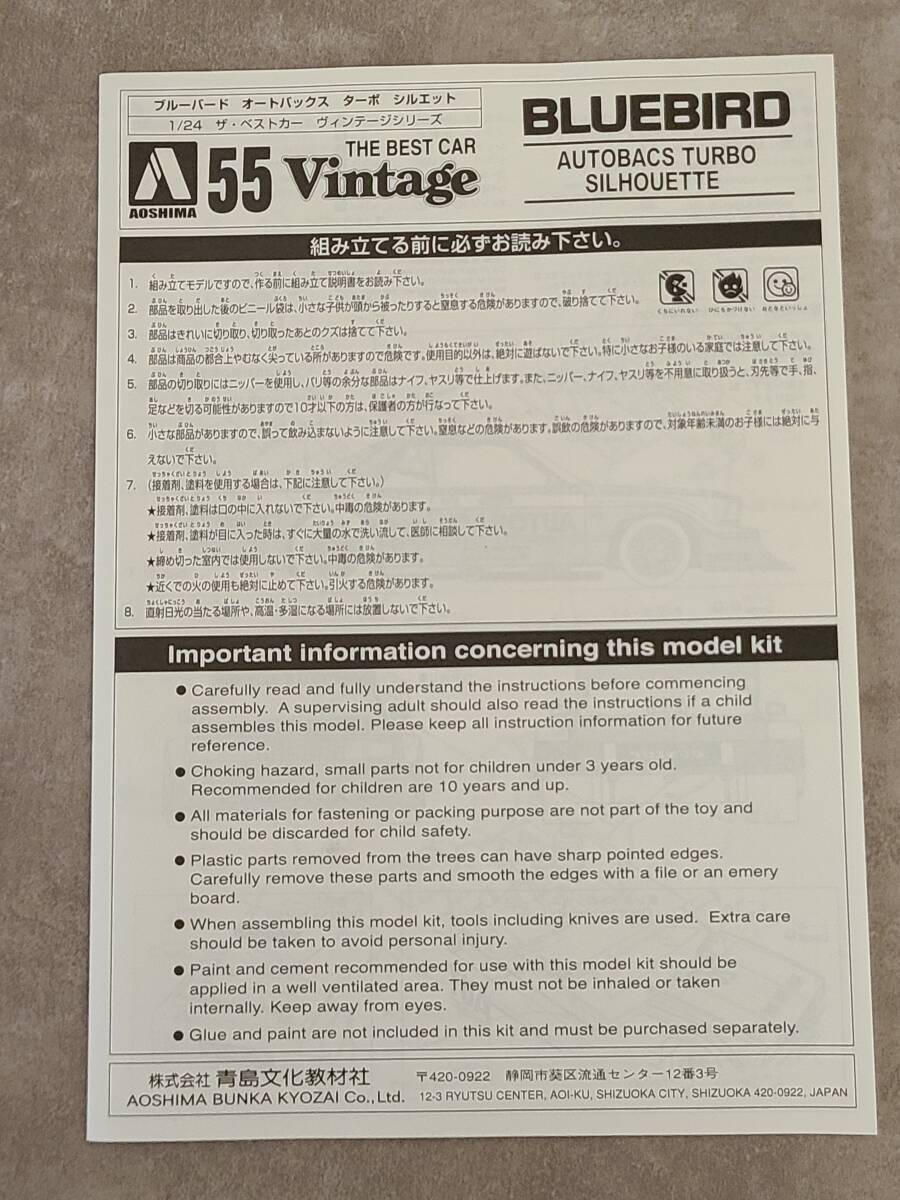 ブルーバード オートバックス ターボ シルエット
1/24 ザ・ベストカー ヴィンテージシリーズ
AOSHIMA
55
THE BEST CAR
Vintage
BLUEBIRD
AUTOBACS TURBO
SILHOUETTE
組み立てる前に必ずお読み下さい。
1. 組み立てモデルですので、作る前に組み立て説明書をお読み下さい。
2. 部品を取り出した後のビニール袋は、小さな子供が頭から被ったりすると窒息する危険がありますので、破り捨てて下さい。
3. 部品はきれいに切り取り、切り取ったあとのクズは捨てて下さい。
くちにいれない ひにちかづけない おとなといっしょ
4. 部品は商品の都合上やむなく尖っている所がありますので危険です。使用目的以外は、絶対に遊ばないで下さい。特に小さなお子様のいる家庭では注意して下さい。
5. 部品の切り取りにはニッパーを使用し、バリ等の余分な部品はナイフ、ヤスリ等で仕上げます。また、ニッパー、ナイフ、ヤスリ等を不用意に取り扱うと、刃先等で手、指、
足などを切る可能性がありますので10才以下の方は、保護者の方が行なって下さい。
6. 小さな部品がありますので、誤って飲み込まないように注意して下さい。窒息などの危険があります。誤飲の危険がありますので、対象年齢未満のお子様には絶対に与
えないで下さい。
7. (接着剤、塗料を使用する場合は、下記に注意して下さい。)
★接着剤、塗料は口の中に入れないで下さい。中毒の危険があります。
★接着剤、塗料が目に入った時は、すぐに大量の水で洗い流して、医師に相談して下さい。
★締め切った室内では使用しないで下さい。中毒の危険があります。
★近くでの火の使用も絶対に止めて下さい。引火する危険があります。
8. 直射日光の当たる場所や、高温・多湿になる場所には放置しないで下さい。
Important information concerning this model kit
● Carefully read and fully understand the instructions before commencing
assembly. A supervising adult should also read the instructions if a child
assembles this model. Please keep all instruction information for future
reference.
● Choking hazard, small parts not for children under 3 years old.
Recommended for children are 10 years and up.
● All materials for fastening or packing purpose are not part of the toy and
should be discarded for child safety.
● Plastic parts removed from the trees can have sharp pointed edges.
Carefully remove these parts and smooth the edges with a file or an emery
board.
● When assembling this model kit, tools including knives are used. Extra care
should be taken to avoid personal injury.
● Paint and cement recommended for use with this model kit should be
applied in a well ventilated area. They must not be inhaled or taken
internally. Keep away from eyes.
● Glue and paint are not included in this kit and must be purchased separately.
株式会社 青島文化教材社 〒420-0922 静岡市葵区流通センター12番3号
AOSHIMA BUNKA KYOZAI Co., Ltd. 12-3 RYUTSU CENTER, AOI-KU, SHIZUOKA CITY, SHIZUOKA 420-0922, JAPAN